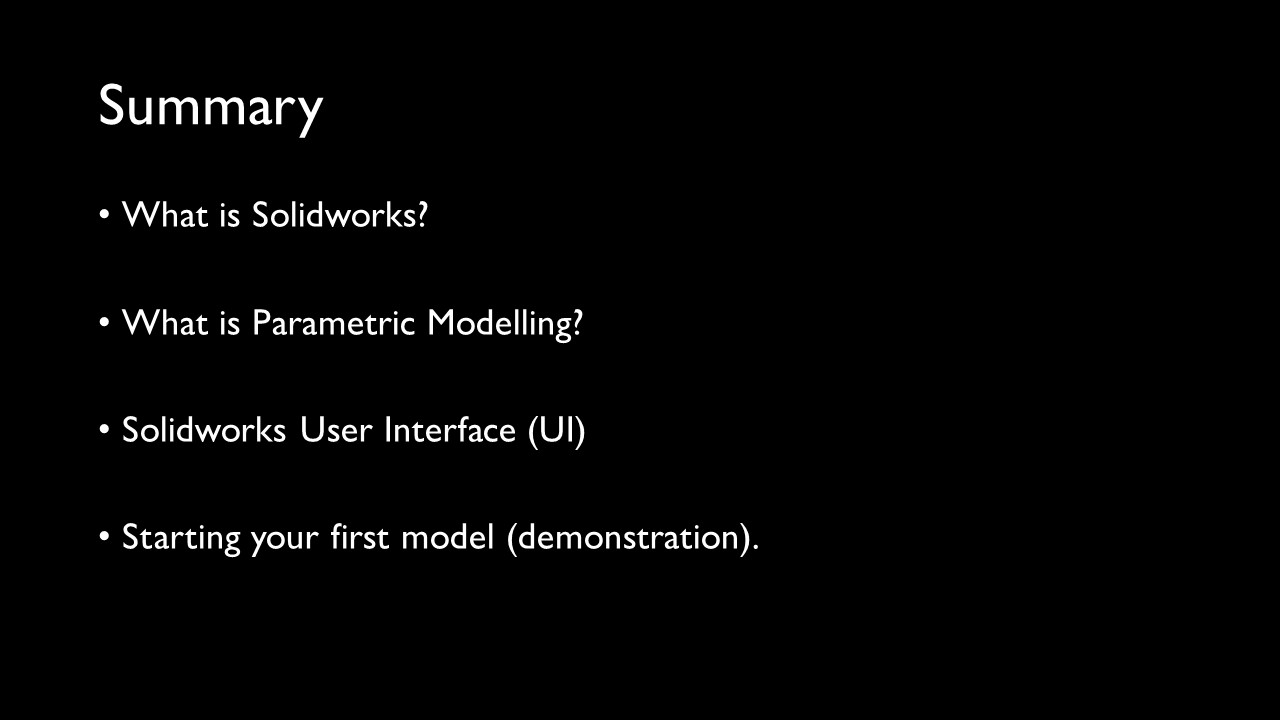 Summary
• What is Solidworks?
• What is Parametric Modelling?
• Solidworks User Interface (UI)
• Starting your first model (demonstration).